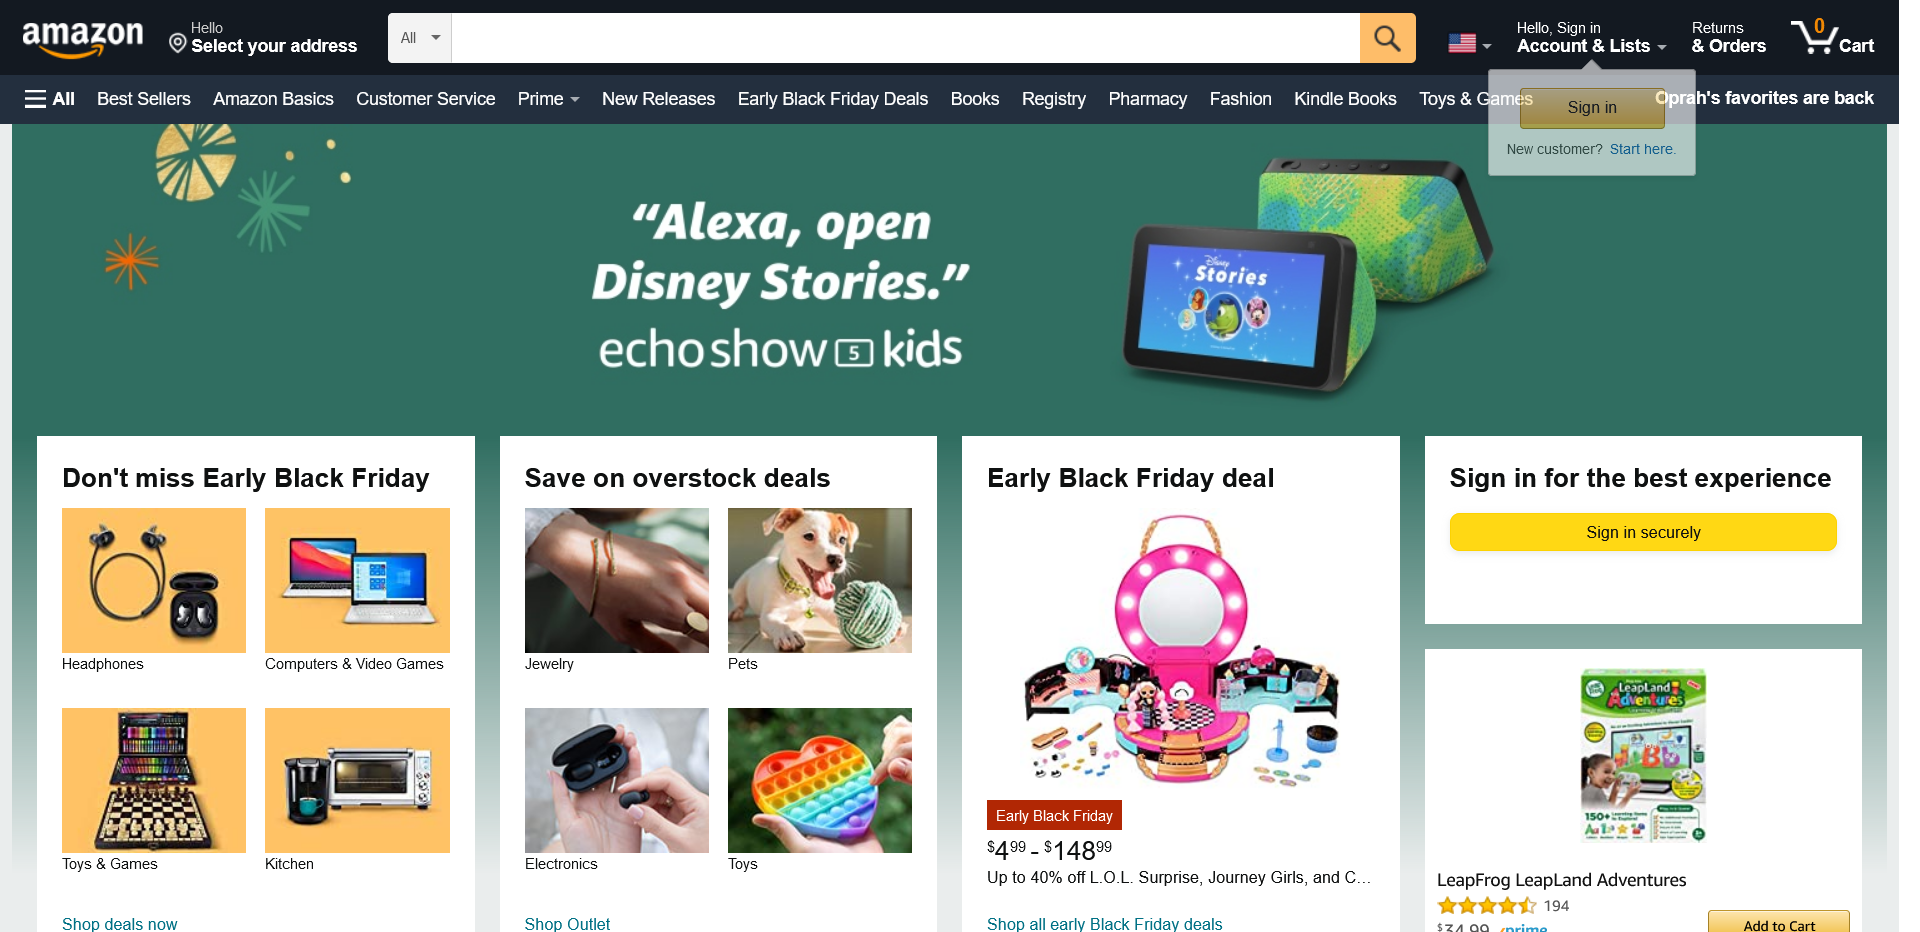 amazon
Hello
Select your address
All
Hello, Sign in
Account & Lists
Returns
& Orders
0
Cart
All
Best Sellers
Amazon Basics
Customer Service
Prime
New Releases
Early Black Friday Deals
Books
Registry
Pharmacy
Fashion
Kindle Books
Toys & Games
Oprah's favorites are back
Sign in
New customer? Start here.
“Alexa, open
Disney Stories.”
echo show 5 kids
Disney
Stories
Don't miss Early Black Friday
Headphones
Computers & Video Games
Toys & Games
Kitchen
Shop deals now
Save on overstock deals
Jewelry
Pets
Electronics
Toys
Shop Outlet
Early Black Friday deal
Early Black Friday
$4.99 - $148.99
Up to 40% off L.O.L. Surprise, Journey Girls, and C…
Shop all early Black Friday deals
Sign in for the best experience
Sign in securely
LeapLand
Adventures
150+
LeapFrog LeapLand Adventures
194
$34.99 prime
Add to Cart